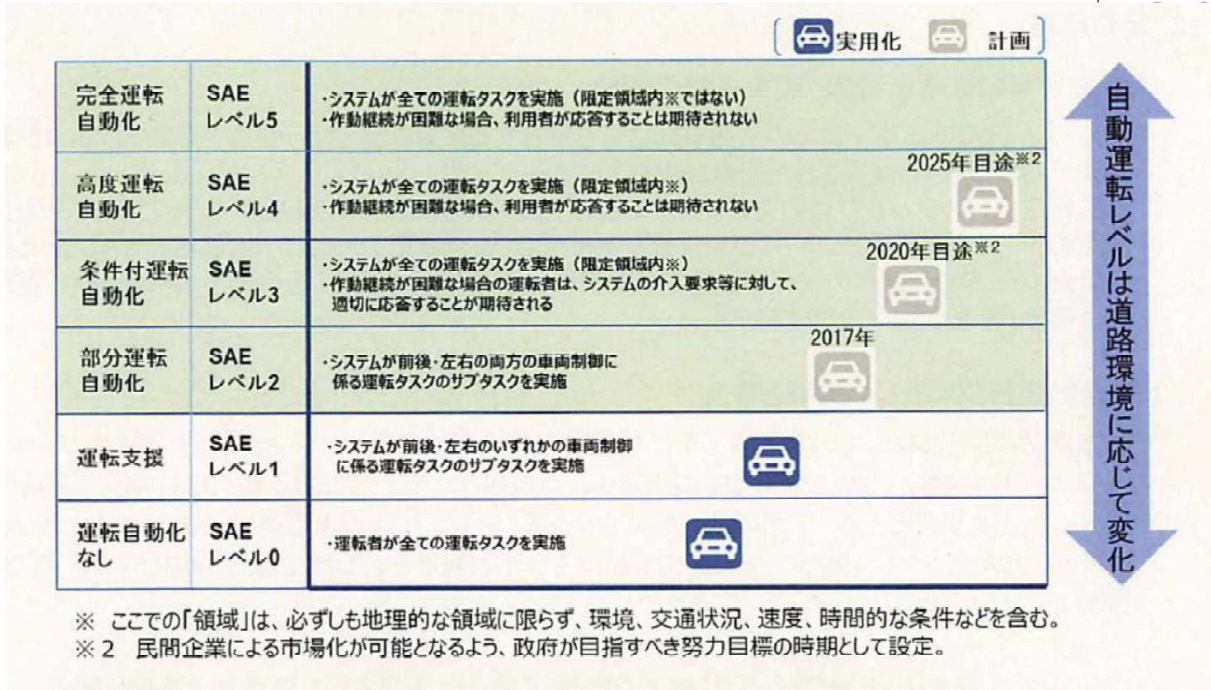 [ 実用化 計画 ]
完全運転
自動化
SAE
レベル5
・システムが全ての運転タスクを実施（限定領域内※ではない）
・作動継続が困難な場合、利用者が応答することは期待されない
高度運転
自動化
SAE
レベル4
・システムが全ての運転タスクを実施（限定領域内※）
・作動継続が困難な場合、利用者が応答することは期待されない
2025年目途※2
条件付運転
自動化
SAE
レベル3
・システムが全ての運転タスクを実施（限定領域内※）
・作動継続が困難な場合の運転者は、システムの介入要求等に対して、
適切に応答することが期待される
2020年目途※2
部分運転
自動化
SAE
レベル2
・システムが前後・左右の両方の車両制御に
係る運転タスクのサブタスクを実施
2017年
運転支援
SAE
レベル1
・システムが前後・左右のいずれかの車両制御
に係る運転タスクのサブタスクを実施
運転自動化
なし
SAE
レベル0
・運転者が全ての運転タスクを実施
自動運転レベルは道路環境に応じて変化
※ ここでの「領域」は、必ずしも地理的な領域に限らず、環境、交通状況、速度、時間的な条件などを含む。
※2 民間企業による市場化が可能となるよう、政府が目指すべき努力目標の時期として設定。